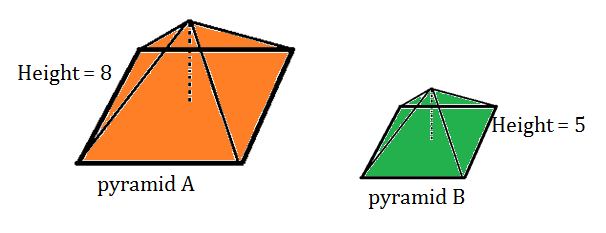 Height = 8
Height = 5
pyramid A
pyramid B